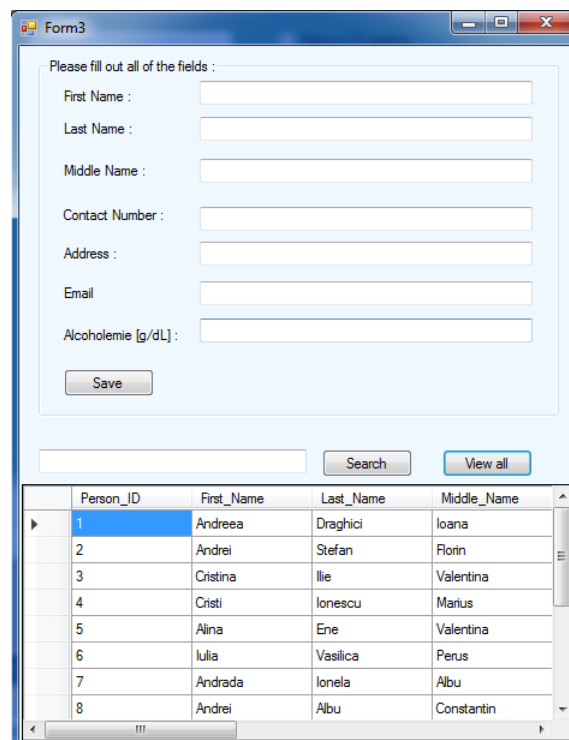 Form3
Please fill out all of the fields :
First Name :
Last Name :
Middle Name :
Contact Number :
Address :
Email
Alcoholemie [g/dL] :
Save
Search View all
Person_ID First_Name Last_Name Middle_Name
1 Andreea Draghici Ioana
2 Andrei Stefan Florin
3 Cristina Ilie Valentina
4 Cristi Ionescu Marius
5 Alina Ene Valentina
6 Iulia Vasilica Perus
7 Andrada Ionela Albu
8 Andrei Albu Constantin